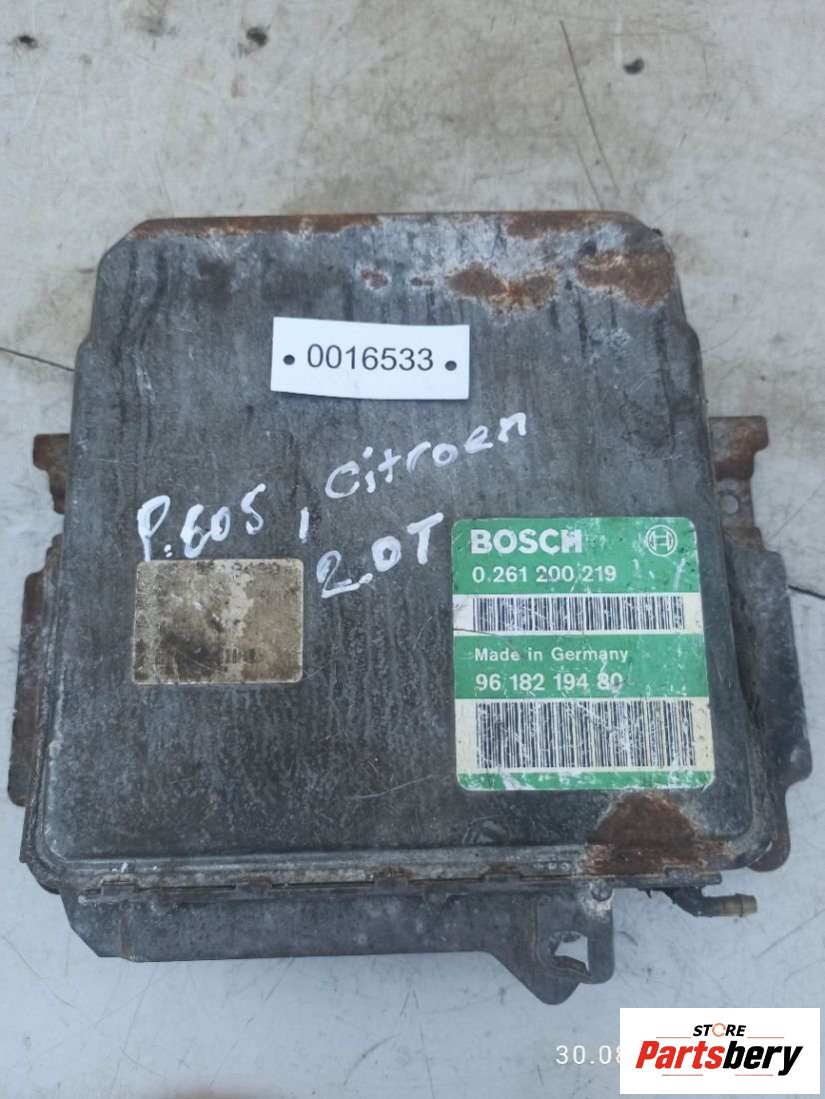 0016533
P.605, Citroen
2.0T
BOSCH
0 261 200 219
Made in Germany
96 182 194 80
30.08
STORE
Partsbery